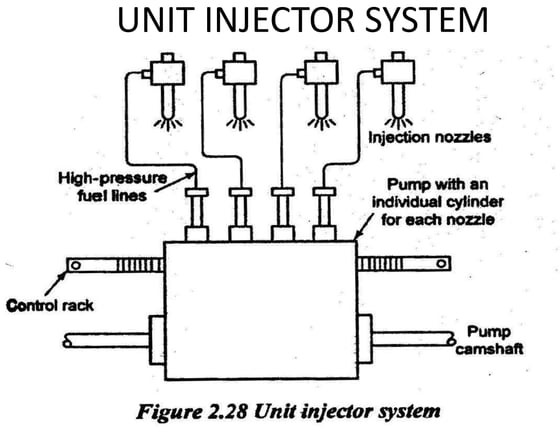 UNIT INJECTOR SYSTEM
Injection nozzles
High-pressure
fuel lines
Pump with an
individual cylinder
for each nozzle
Control rack
Pump
camshaft
Figure 2.28 Unit injector system